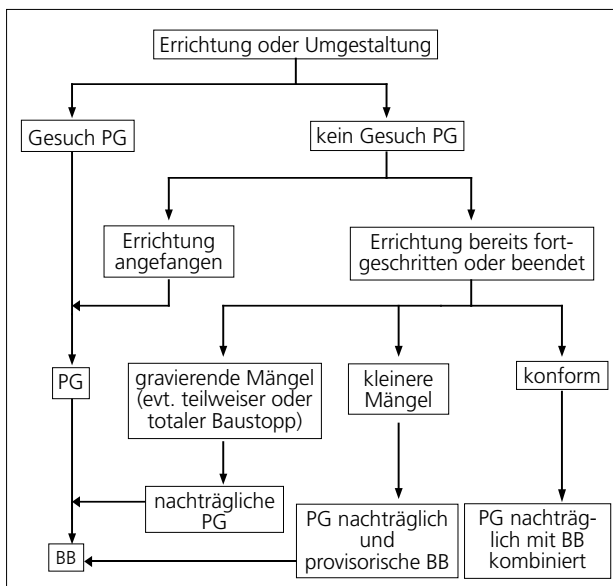 Errichtung oder Umgestaltung
Gesuch PG
kein Gesuch PG
Errichtung
angefangen
Errichtung bereits fort-
geschritten oder beendet
PG
gravierende Mängel
(evt. teilweiser oder
totaler Baustopp)
kleinere
Mängel
konform
nachträgliche
PG
PG nachträglich
und
provisorische BB
PG nachträg-
lich mit BB
kombiniert
BB